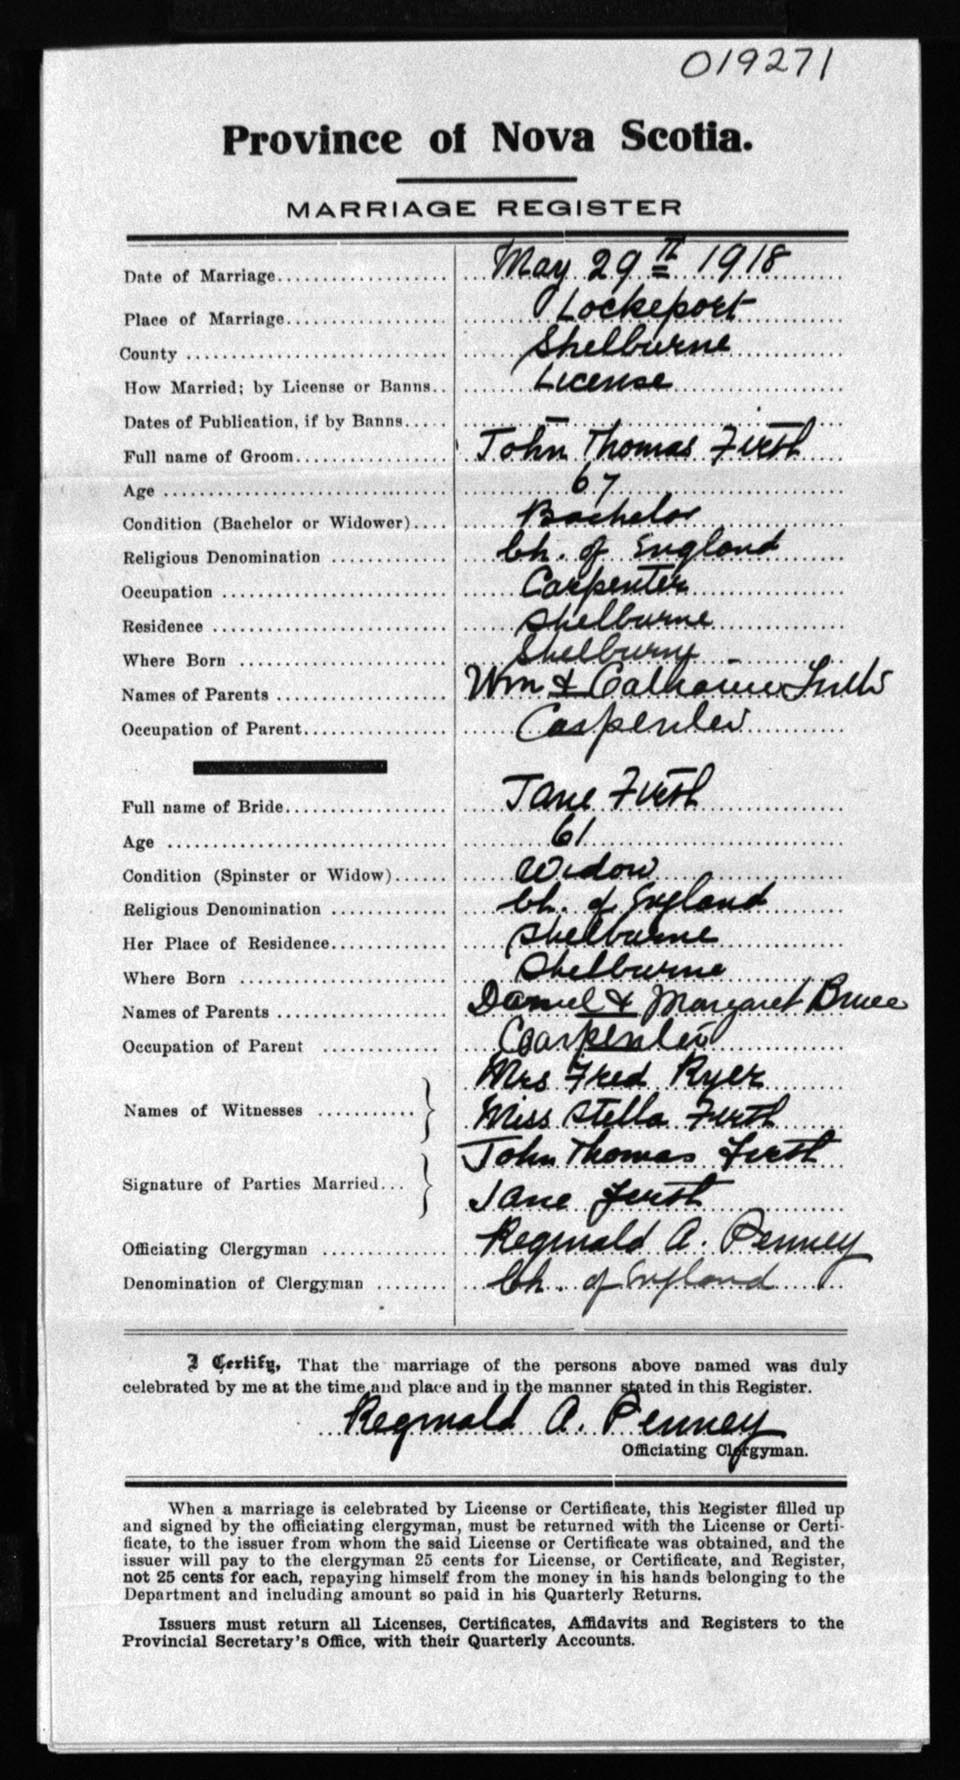 019271
Province of Nova Scotia.
MARRIAGE REGISTER
Date of Marriage.................. May 29th 1918
Place of Marriage................. Lockeport
County ........................... Shelburne
How Married; by License or Banns.. License
Dates of Publication, if by Banns..... —
Full name of Groom................ John Thomas Firth
Age .............................. 67
Condition (Bachelor or Widower).... Bachelor
Religious Denomination ........... Ch. of England
Occupation ....................... Carpenter
Residence ........................ Shelburne
Where Born ....................... Shelburne
Names of Parents ................. Wm & Firth
Occupation of Parent.............. Carpenter
Full name of Bride................ Jane Firth
Age .............................. 61
Condition (Spinster or Widow)...... Widow
Religious Denomination ........... Ch. of England
Her Place of Residence............ Shelburne
Where Born ....................... Shelburne
Names of Parents ................. Daniel & Margaret Bruce
Occupation of Parent ............. Carpenter
Mrs Fred Ryer
Names of Witnesses ...........
Miss Stella Firth
John Thomas Firth
Signature of Parties Married...
Jane Firth
Officiating Clergyman ............ Reginald A. Penney
Denomination of Clergyman ........ Ch. of England
I Certify, That the marriage of the persons above named was duly
celebrated by me at the time and place and in the manner stated in this Register.
Reginald A. Penney
Officiating Clergyman.
When a marriage is celebrated by License or Certificate, this Register filled up
and signed by the officiating clergyman, must be returned with the License or Certi-
ficate, to the issuer from whom the said License or Certificate was obtained, and the
issuer will pay to the clergyman 25 cents for License, or Certificate, and Register,
not 25 cents for each, repaying himself from the money in his hands belonging to the
Department and including amount so paid in his Quarterly Returns.
Issuers must return all Licenses, Certificates, Affidavits and Registers to the
Provincial Secretary's Office, with their Quarterly Accounts.